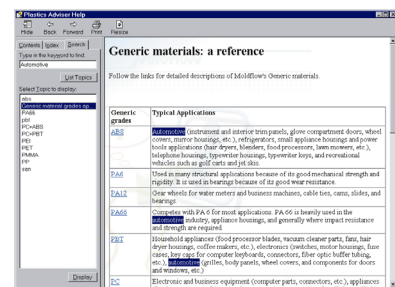 Plastics Adviser Help
Hide Back Forward Print Resize
Contents Index Search
Type in the keyword to find:
Automotive
List Topics
Select Topic to display:
abs
Generic material grades ap...
PA66
pbt
PC+ABS
PC+PBT
PEI
PET
PMMA
PP
san
Display
Generic materials: a reference
Follow the links for detailed descriptions of Moldflow's Generic materials.
Generic grades
Typical Applications
ABS
Automotive (instrument and interior trim panels, glove compartment doors, wheel
covers, mirror housings, etc.), refrigerators, small appliance housings and power
tools applications (hair dryers, blenders, food processors, lawn mowers, etc.),
telephone housings, typewriter housings, typewriter keys, and recreational
vehicles such as golf carts and jet skis.
PA6
Used in many structural applications because of its good mechanical strength and
rigidity. It is used in bearings because of its good wear resistance.
PA12
Gear wheels for water meters and business machines, cable ties, cams, slides, and
bearings.
PA66
Competes with PA 6 for most applications. PA 66 is heavily used in the
automotive industry, appliance housings, and generally where impact resistance
and strength are required.
PBT
Household appliances (food processor blades, vacuum cleaner parts, fans, hair
dryer housings, coffee makers, etc.), electronics (switches, motor housings, fuse
cases, key caps for computer keyboards, connectors, fiber optic buffer tubing,
etc.), automotive (grilles, body panels, wheel covers, and components for doors
and windows, etc.)
PC
Electronic and business equipment (computer parts, connectors, etc.), appliances